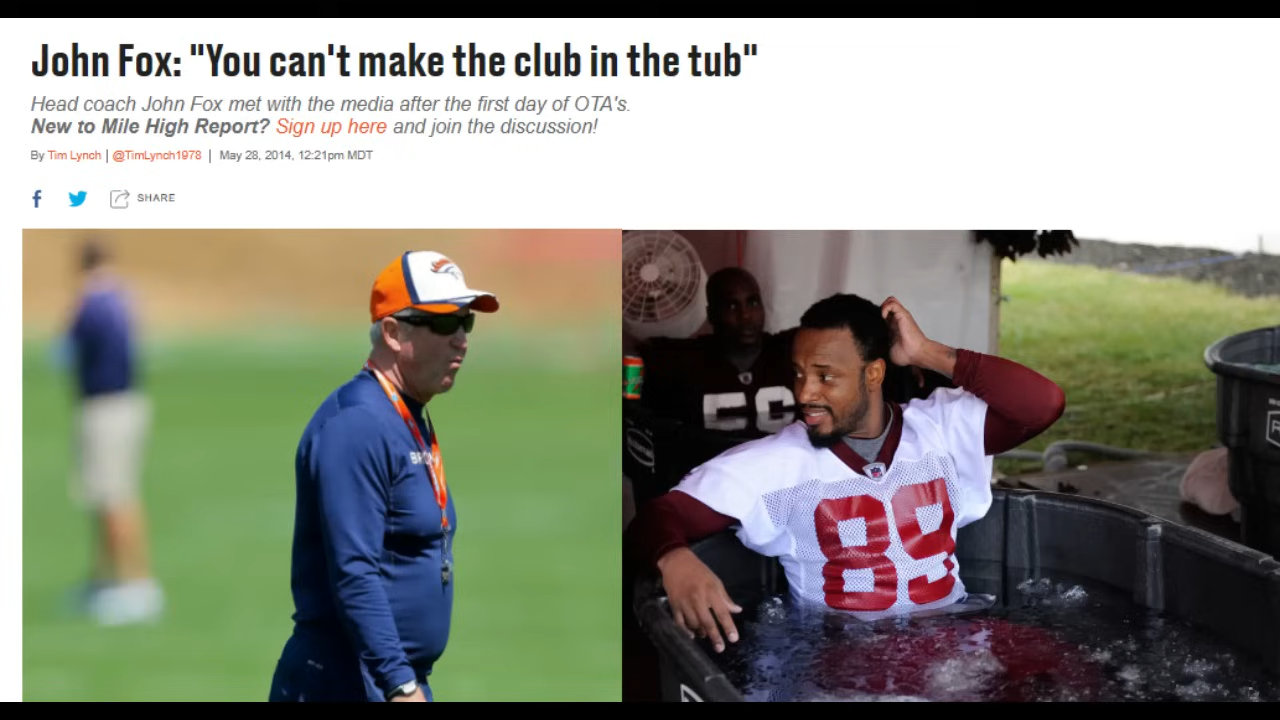 John Fox: "You can't make the club in the tub"
Head coach John Fox met with the media after the first day of OTA's.
New to Mile High Report? Sign up here and join the discussion!
By Tim Lynch | @TimLynch1978 | May 28, 2014, 12:21pm MDT
f SHARE
56
89